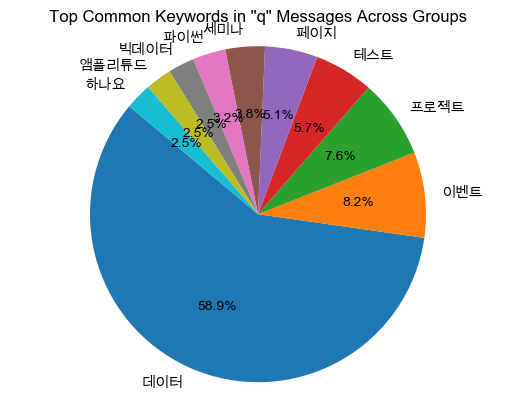 Top Common Keywords in "q" Messages Across Groups
데이터
58.9%
이벤트
8.2%
프로젝트
7.6%
테스트
5.7%
페이지
5.1%
세미나
3.8%
파이썬
3.2%
빅데이터
2.5%
앰플리튜드
2.5%
하나요
2.5%